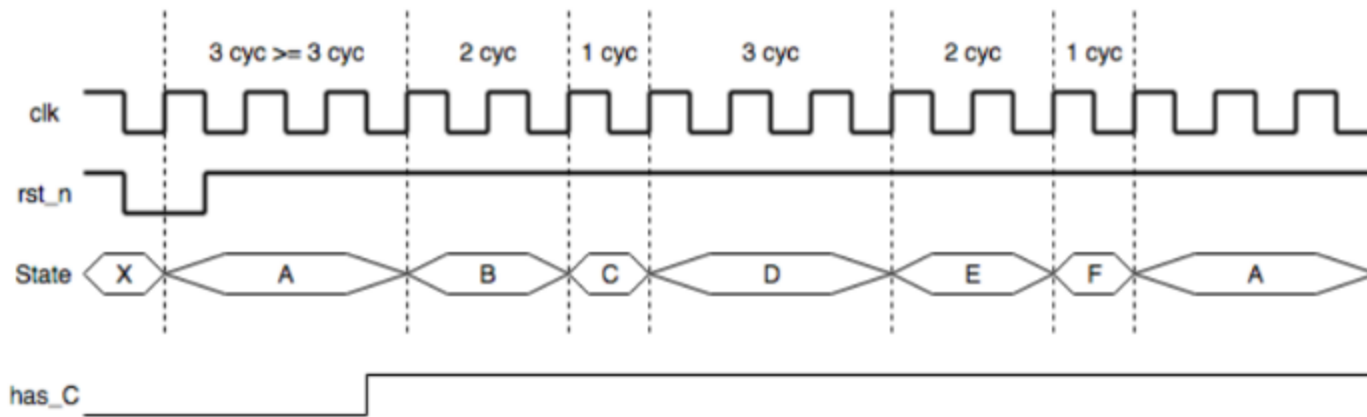 3 cyc >= 3 cyc 2 cyc 1 cyc 3 cyc 2 cyc 1 cyc
clk
rst_n
State X A B C D E F A
has_C